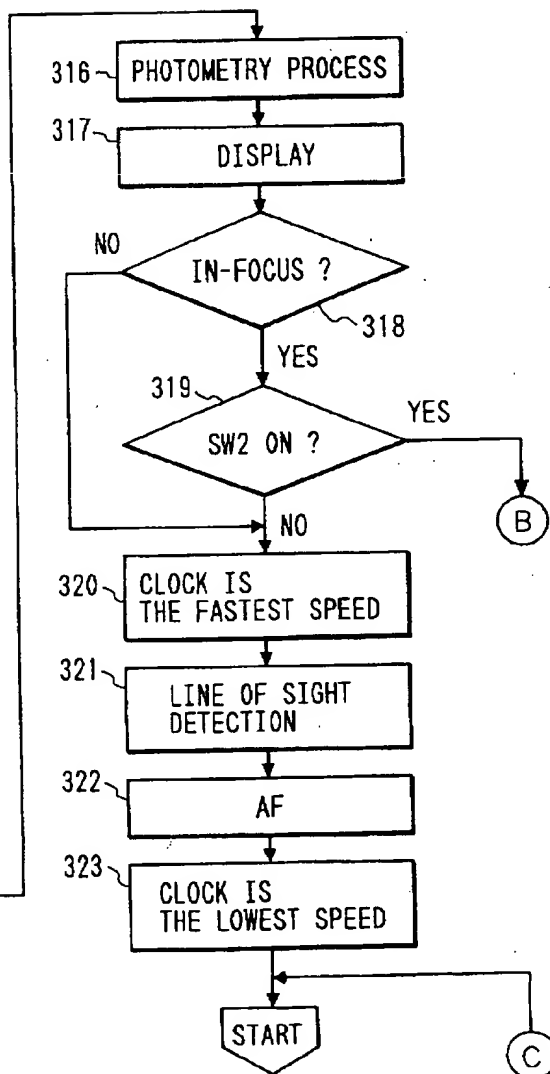 316 PHOTOMETRY PROCESS
317
DISPLAY
NO
IN-FOCUS ?
318
YES
319
YES
SW2 ON ?
B
NO
320 CLOCK IS
THE FASTEST SPEED
321
LINE OF SIGHT
DETECTION
322
AF
323
CLOCK IS
THE LOWEST SPEED
START
C